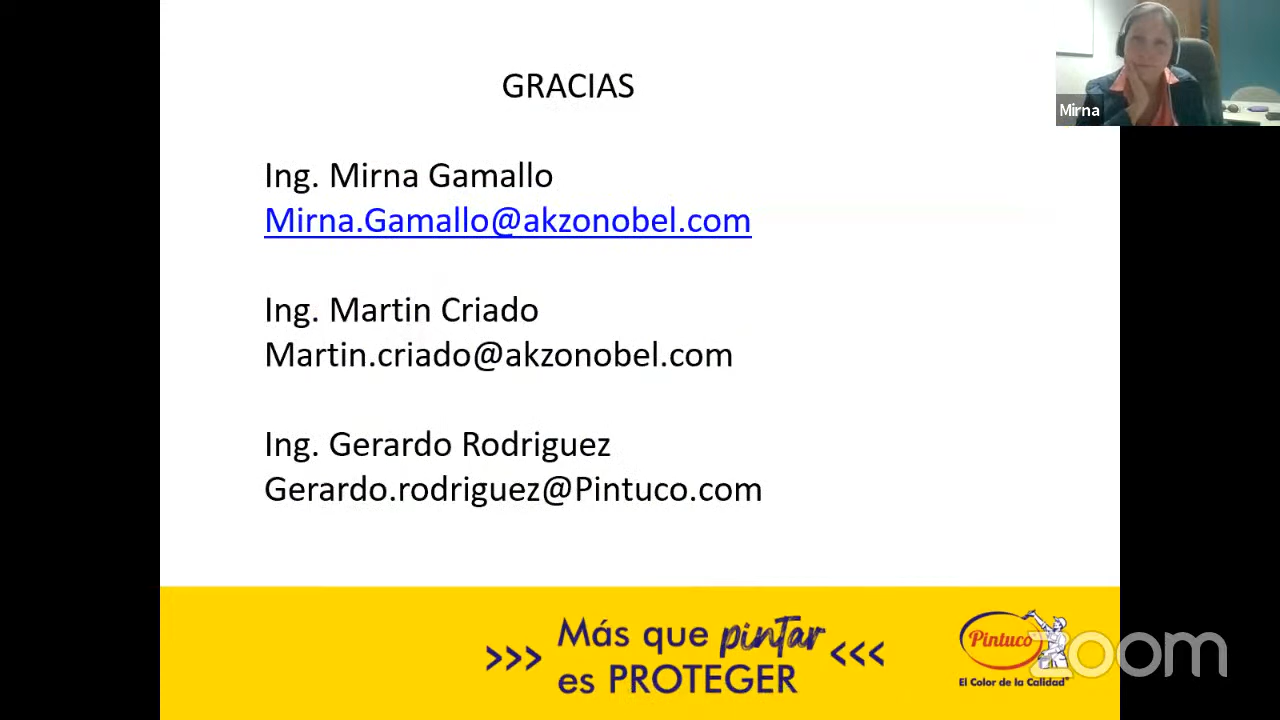 GRACIAS
Mirna
Ing. Mirna Gamallo
Mirna.Gamallo@akzonobel.com
Ing. Martin Criado
Martin.criado@akzonobel.com
Ing. Gerardo Rodriguez
Gerardo.rodriguez@Pintuco.com
>>> Más que pintar <<<
es PROTEGER
Pintuco
El Color de la Calidad®
zoom